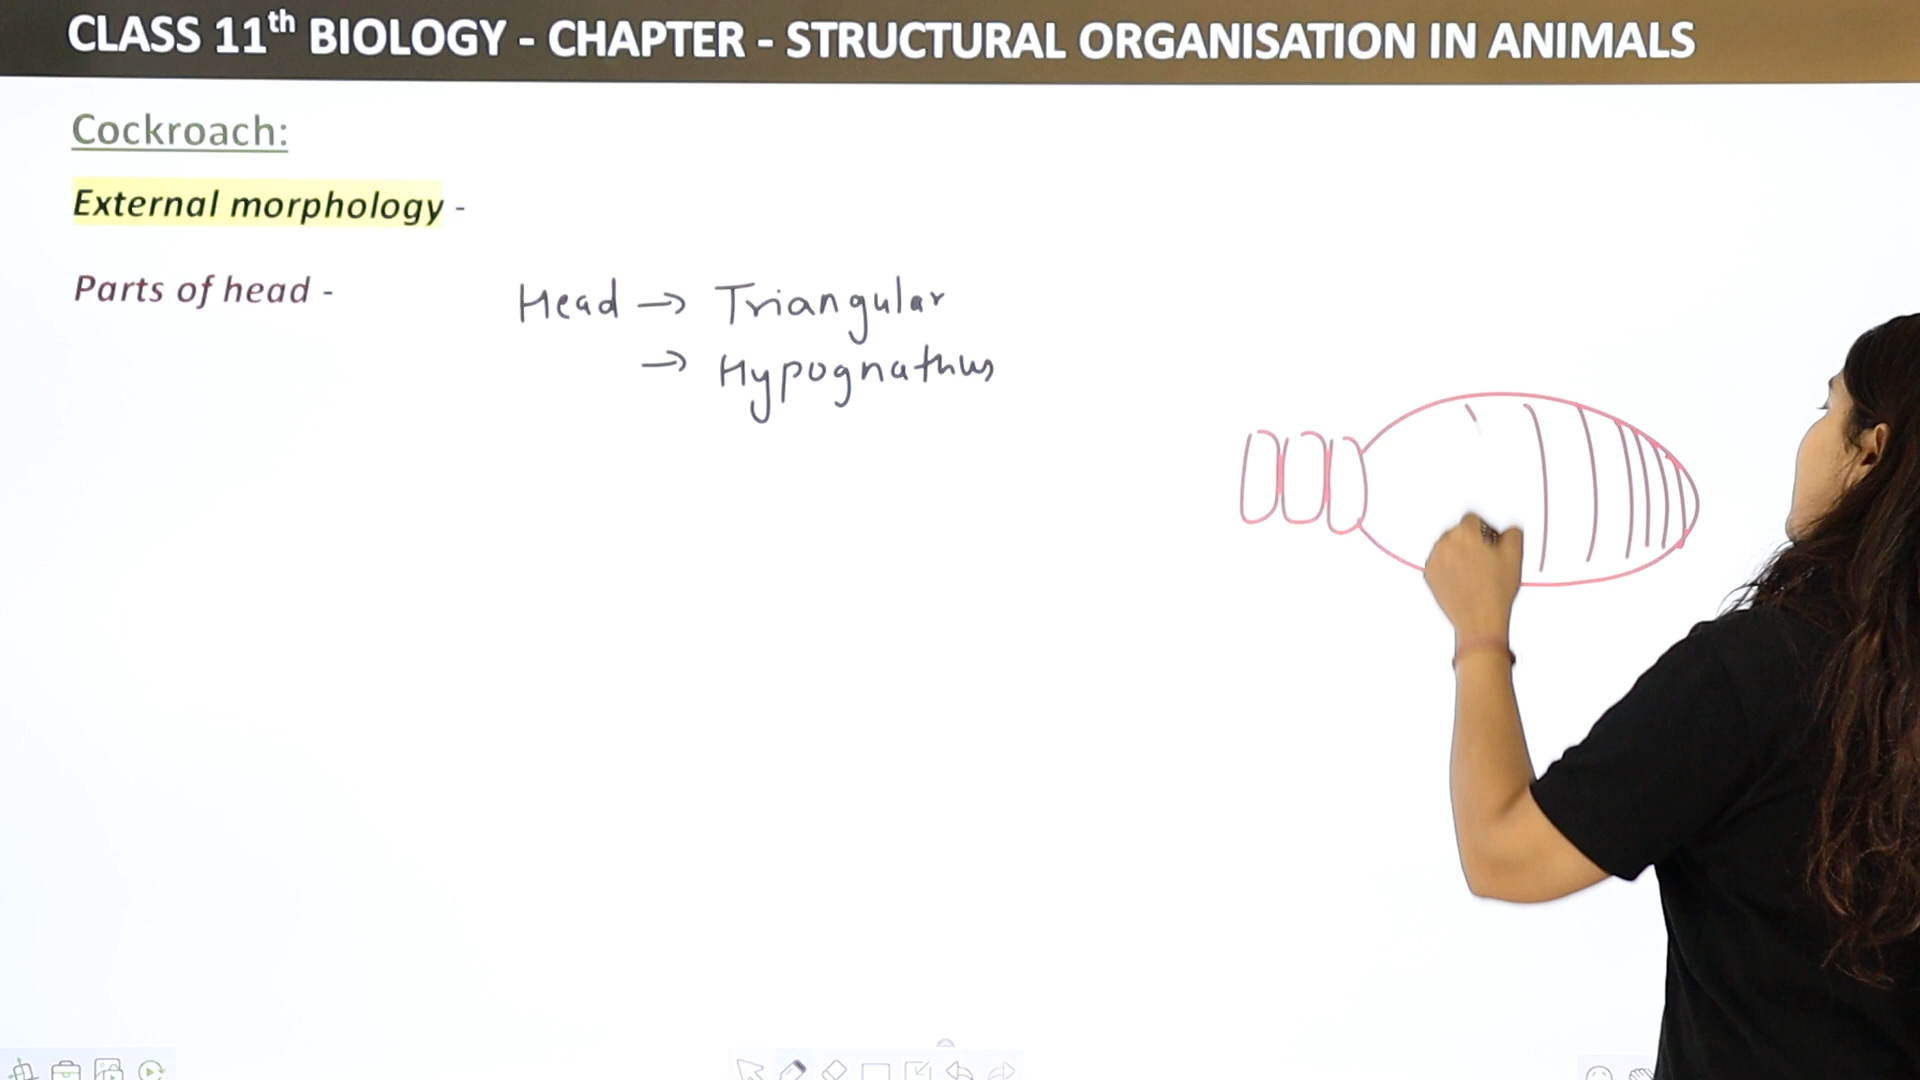 CLASS 11th BIOLOGY - CHAPTER - STRUCTURAL ORGANISATION IN ANIMALS
Cockroach:
External morphology -
Parts of head -
Head → Triangular
→ Hypognathus